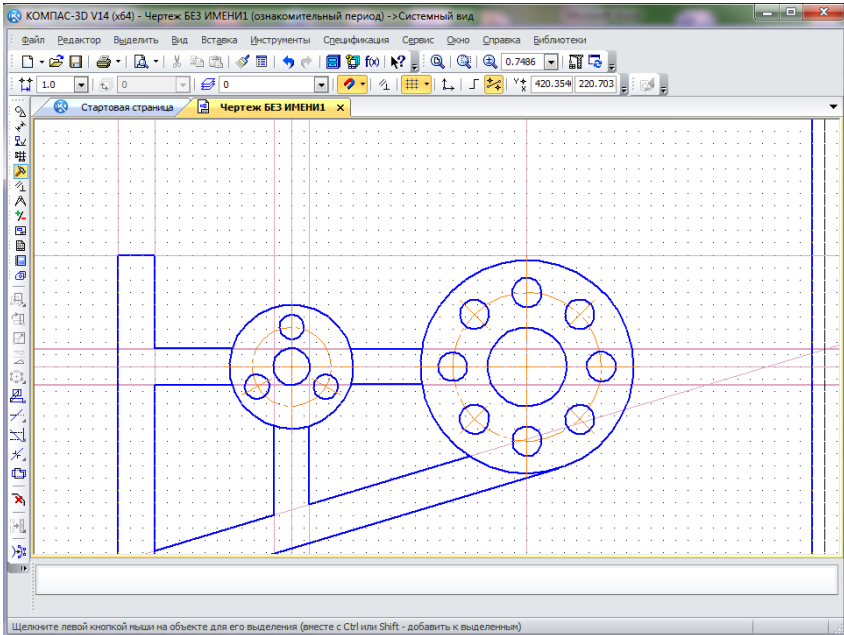 КОМПАС-3D V14 (x64) - Чертеж БЕЗ ИМЕНИ1 (ознакомительный период) ->Системный вид
Файл Редактор Выделить Вид Вставка Инструменты Спецификация Сервис Окно Справка Библиотеки
f(x) 0.7486
1.0 0 0 420.354 220.703
Стартовая страница Чертеж БЕЗ ИМЕНИ1 x
Щелкните левой кнопкой мыши на объекте для его выделения (вместе с Ctrl или Shift - добавить к выделенным)